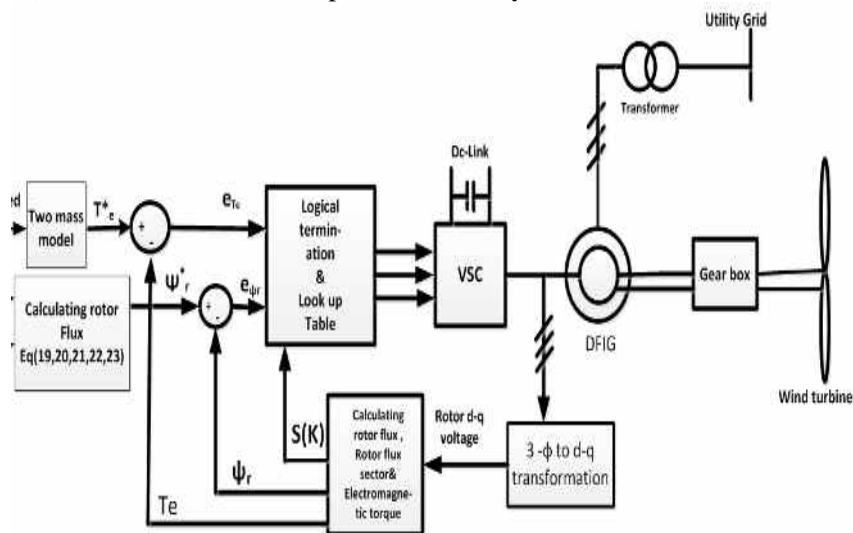 Utility Grid
Transformer
Dc-Link
ed
Two mass
model
T*e
+
-
eTe
Logical
termin-
ation
&
Look up
Table
VSC
DFIG
Gear box
Wind turbine
Calculating rotor
Flux
Eq(19,20,21,22,23)
Ψ*r
+
-
eψr
S(K)
Ψr
Te
Calculating
rotor flux ,
Rotor flux
sector&
Electromagne-
tic torque
Rotor d-q
voltage
3 -ϕ to d-q
transformation